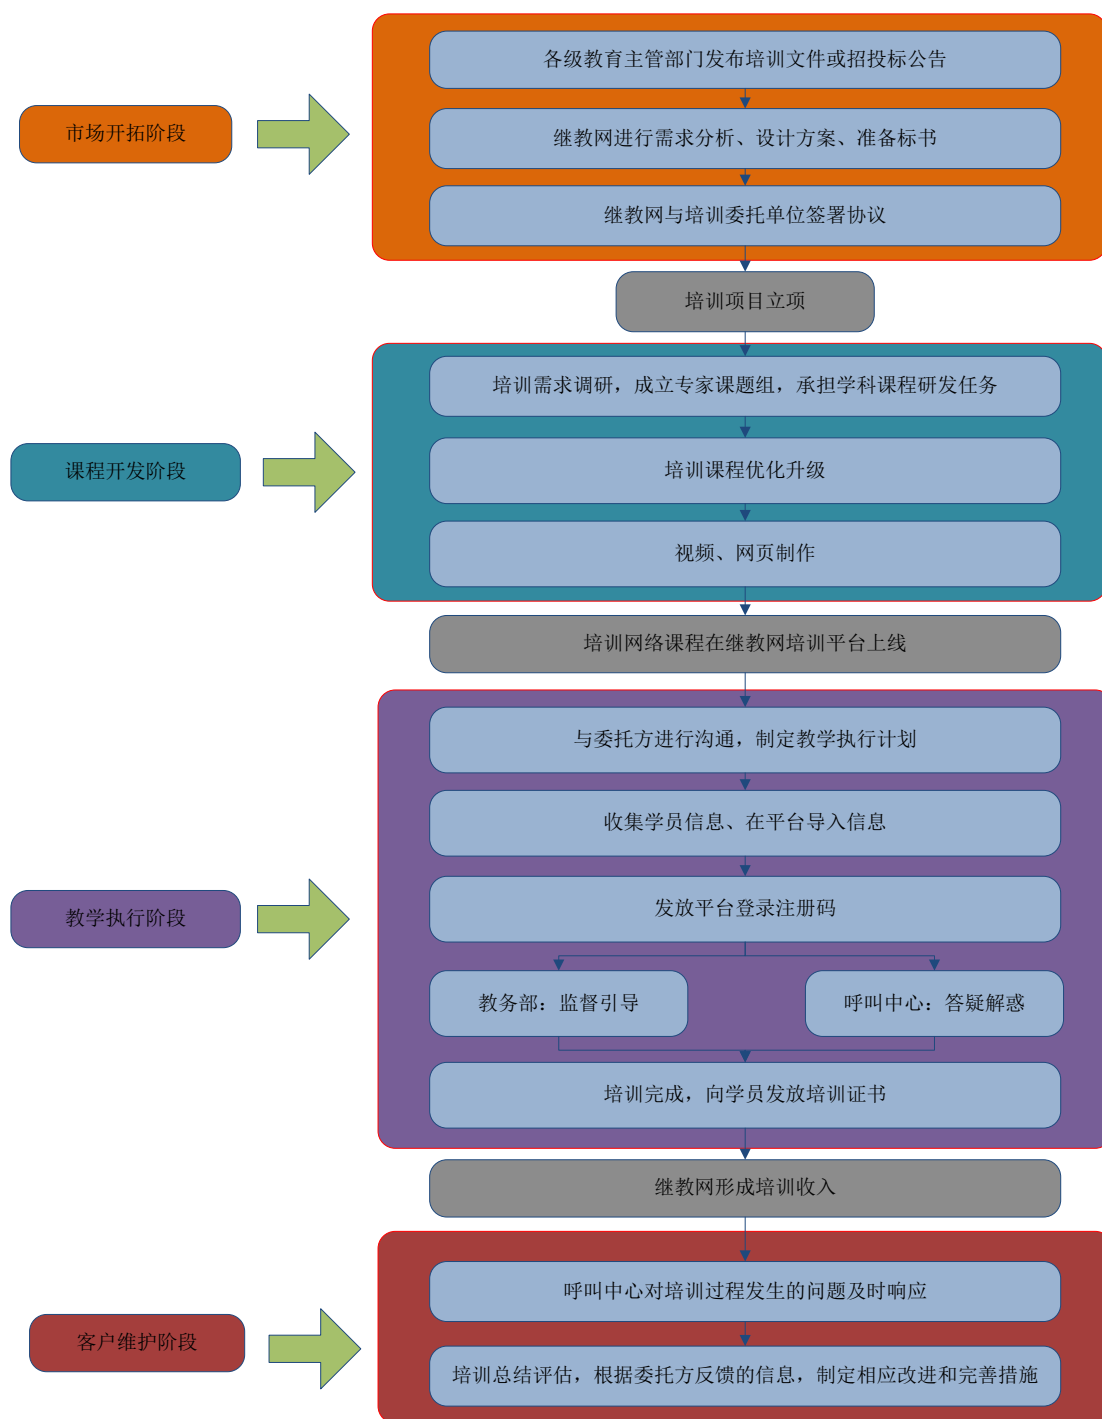 各级教育主管部门发布培训文件或招投标公告
市场开拓阶段
继教网进行需求分析、设计方案、准备标书
继教网与培训委托单位签署协议
培训项目立项
培训需求调研，成立专家课题组，承担学科课程研发任务
课程开发阶段
培训课程优化升级
视频、网页制作
培训网络课程在继教网培训平台上线
与委托方进行沟通，制定教学执行计划
收集学员信息、在平台导入信息
教学执行阶段
发放平台登录注册码
教务部：监督引导
呼叫中心：答疑解惑
培训完成，向学员发放培训证书
继教网形成培训收入
呼叫中心对培训过程发生的问题及时响应
客户维护阶段
培训总结评估，根据委托方反馈的信息，制定相应改进和完善措施